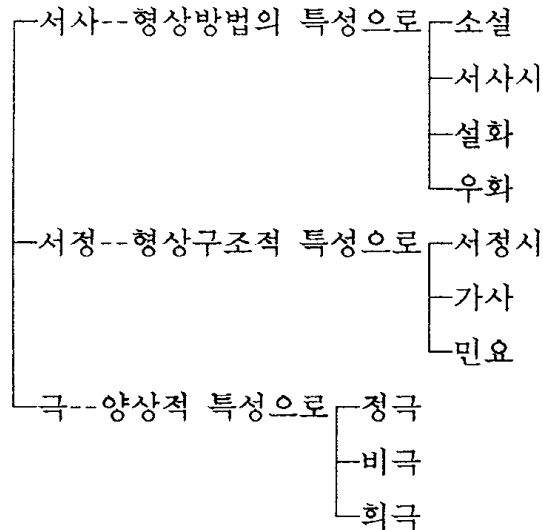 서사--형상방법의 특성으로 소설
서사시
설화
우화
서정--형상구조적 특성으로 서정시
가사
민요
극--양상적 특성으로 정극
비극
희극